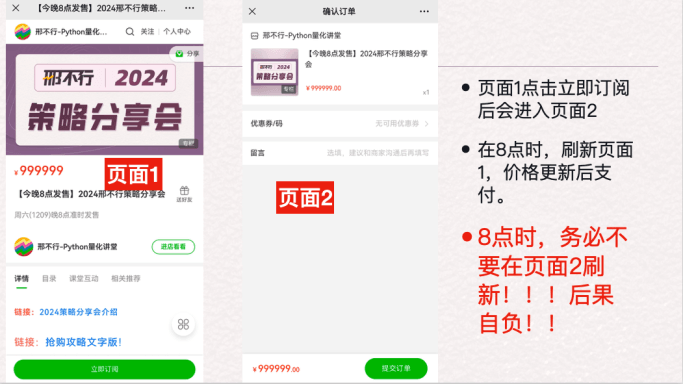 【今晚8点发售】2024邢不行策略...
邢不行-Python量化...
关注
个人中心
分享
邢不行 2024
策略分享会
专栏
¥999999
页面1
【今晚8点发售】2024邢不行策略分享会
送好友
周六(1209)晚8点准时发售
邢不行-Python量化讲堂
进店看看
详情
目录
课堂互动
相关推荐
链接：2024策略分享会介绍
链接：抢购攻略文字版！
立即订阅
确认订单
邢不行-Python量化讲堂
邢不行 2024
策略分享会
专栏
【今晚8点发售】2024邢不行策略分享
会
¥999999.00
x1
优惠券/码
无可用优惠券
留言
选填，建议和商家沟通后再填写
页面2
¥999999.00
提交订单
页面1点击立即订阅
后会进入页面2
在8点时，刷新页面
1，价格更新后支
付。
8点时，务必不
要在页面2刷
新！！！后果
自负！！